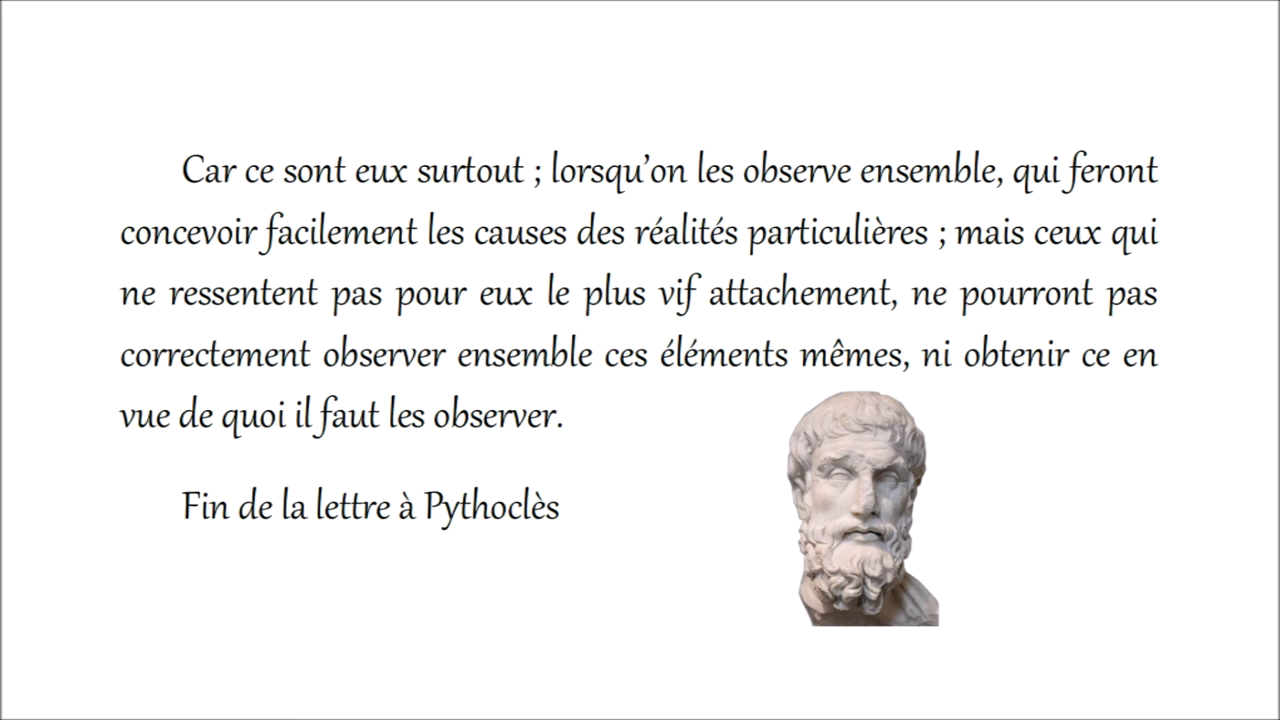 Car ce sont eux surtout ; lorsqu’on les observe ensemble, qui feront
concevoir facilement les causes des réalités particulières ; mais ceux qui
ne ressentent pas pour eux le plus vif attachement, ne pourront pas
correctement observer ensemble ces éléments mêmes, ni obtenir ce en
vue de quoi il faut les observer.
Fin de la lettre à Pythoclès